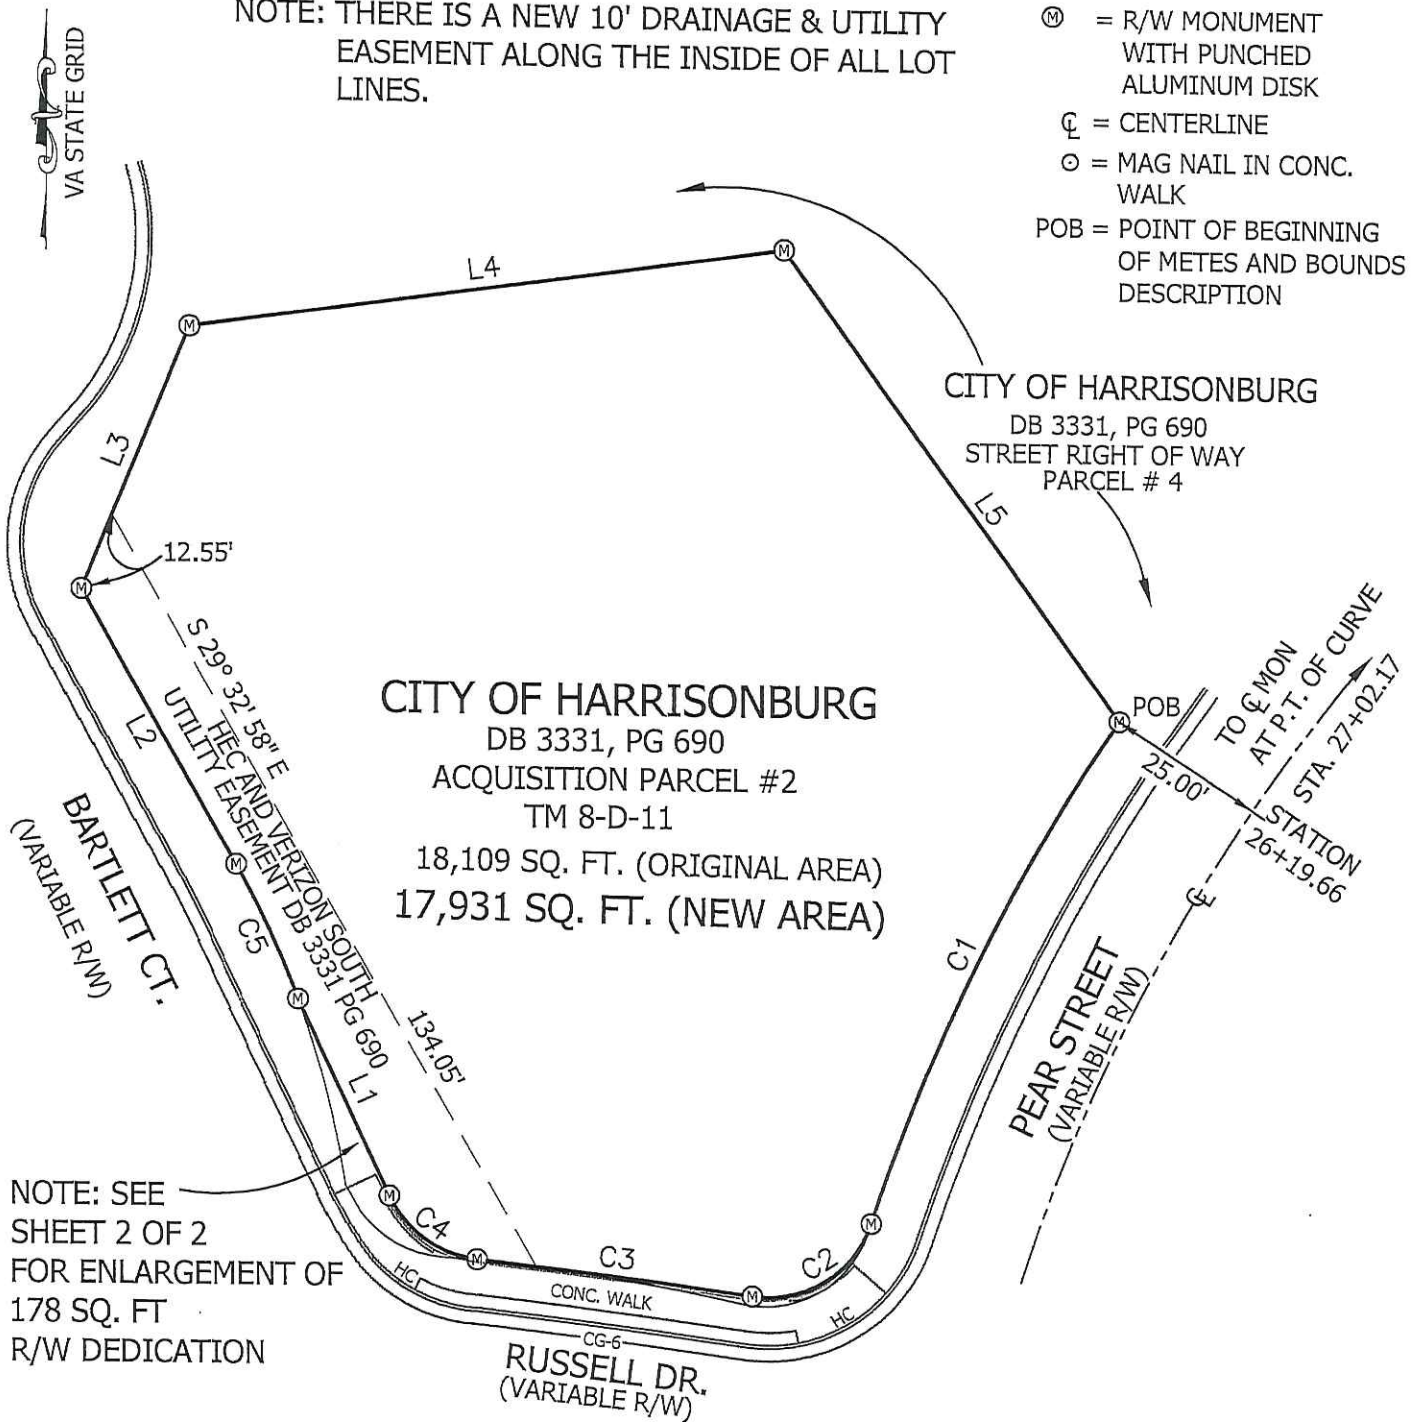 NOTE: THERE IS A NEW 10' DRAINAGE & UTILITY
EASEMENT ALONG THE INSIDE OF ALL LOT
LINES.
VA STATE GRID
Ⓜ = R/W MONUMENT
WITH PUNCHED
ALUMINUM DISK
℄ = CENTERLINE
⊙ = MAG NAIL IN CONC.
WALK
POB = POINT OF BEGINNING
OF METES AND BOUNDS
DESCRIPTION
M
L4
M
L3
CITY OF HARRISONBURG
DB 3331, PG 690
STREET RIGHT OF WAY
PARCEL # 4
L5
12.55'
M
S 29° 32' 58" E
HEC AND VERIZON SOUTH
UTILITY EASEMENT DB 3331 PG 690
134.05'
L2
CITY OF HARRISONBURG
DB 3331, PG 690
ACQUISITION PARCEL #2
TM 8-D-11
18,109 SQ. FT. (ORIGINAL AREA)
17,931 SQ. FT. (NEW AREA)
M
POB
TO ℄ MON
AT P.T. OF CURVE
STA. 27+02.17
25.00'
STATION
26+19.66
℄
BARTLETT CT.
(VARIABLE R/W)
M
C5
M
L1
C1
PEAR STREET
(VARIABLE R/W)
NOTE: SEE
SHEET 2 OF 2
FOR ENLARGEMENT OF
178 SQ. FT
R/W DEDICATION
M
C4
M
C3
M
C2
M
HC
CONC. WALK
HC
CG-6
RUSSELL DR.
(VARIABLE R/W)